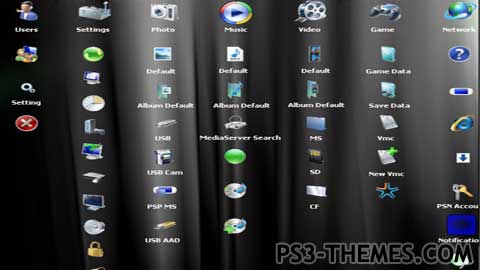 Users
Settings
Photo
Music
Video
Game
Network
Default
Default
Default
Game Data
Setting
Album Default
Album Default
Album Default
Save Data
USB
MediaServer Search
MS
Vmc
USB Cam
SD
New Vmc
PSP MS
CF
PSN Accou
USB AAD
Notificatio
PS3-THEMES.COM